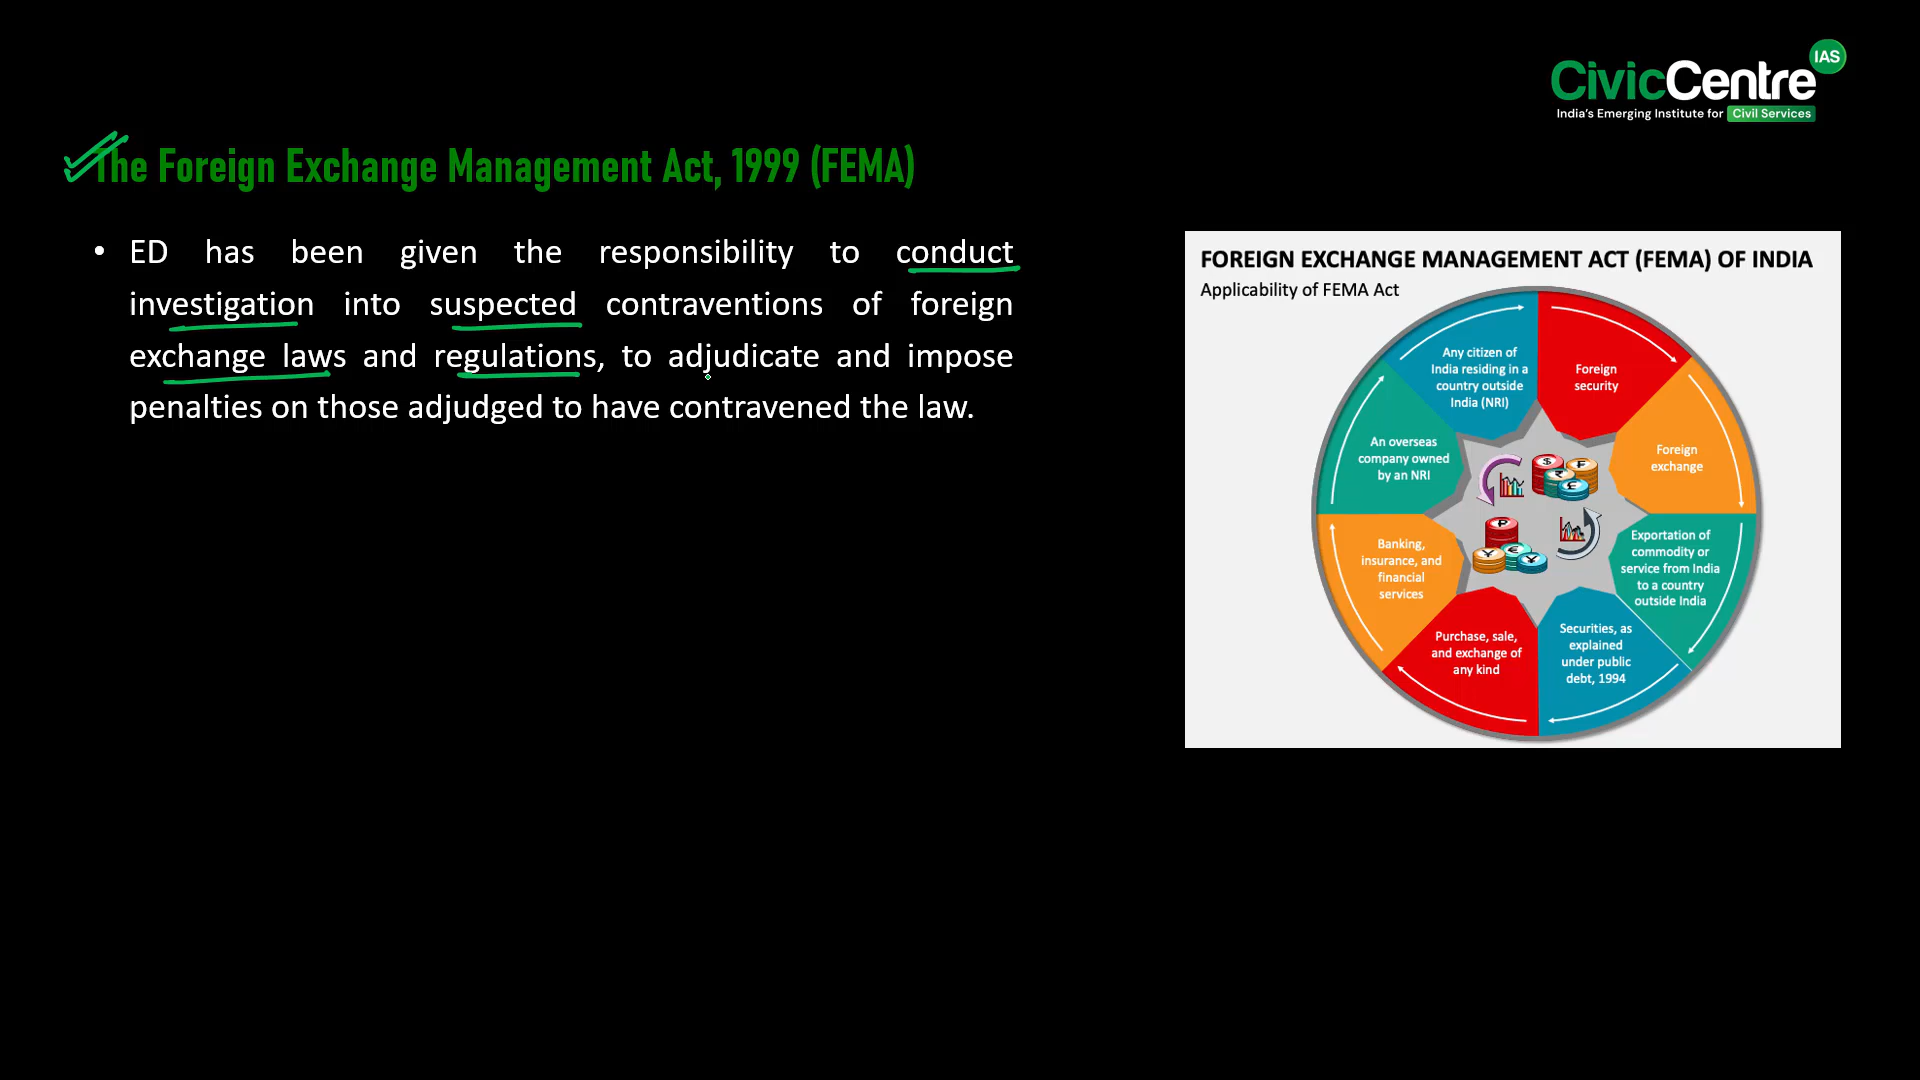 IAS
CivicCentre
India's Emerging Institute for Civil Services
The Foreign Exchange Management Act, 1999 (FEMA)
• ED has been given the responsibility to conduct
investigation into suspected contraventions of foreign
exchange laws and regulations, to adjudicate and impose
penalties on those adjudged to have contravened the law.
FOREIGN EXCHANGE MANAGEMENT ACT (FEMA) OF INDIA
Applicability of FEMA Act
Any citizen of
India residing in a
country outside
India (NRI)
Foreign
security
Foreign
exchange
Exportation of
commodity or
service from India
to a country
outside India
Securities, as
explained
under public
debt, 1994
Purchase, sale,
and exchange of
any kind
Banking,
insurance, and
financial
services
An overseas
company owned
by an NRI